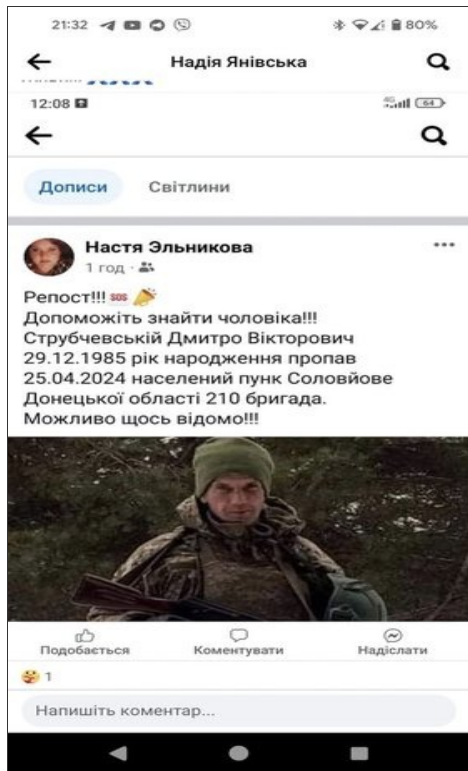 21:32
80%
Надія Янівська
12:08
4G
64
Дописи
Світлини
Настя Эльникова
1 год ·
Репост!!! SOS
Допоможіть знайти чоловіка!!!
Струбчевській Дмитро Вікторович
29.12.1985 рік народження пропав
25.04.2024 населений пунк Соловйове
Донецької області 210 бригада.
Можливо щось відомо!!!
Подобається
Коментувати
Надіслати
1
Напишіть коментар...